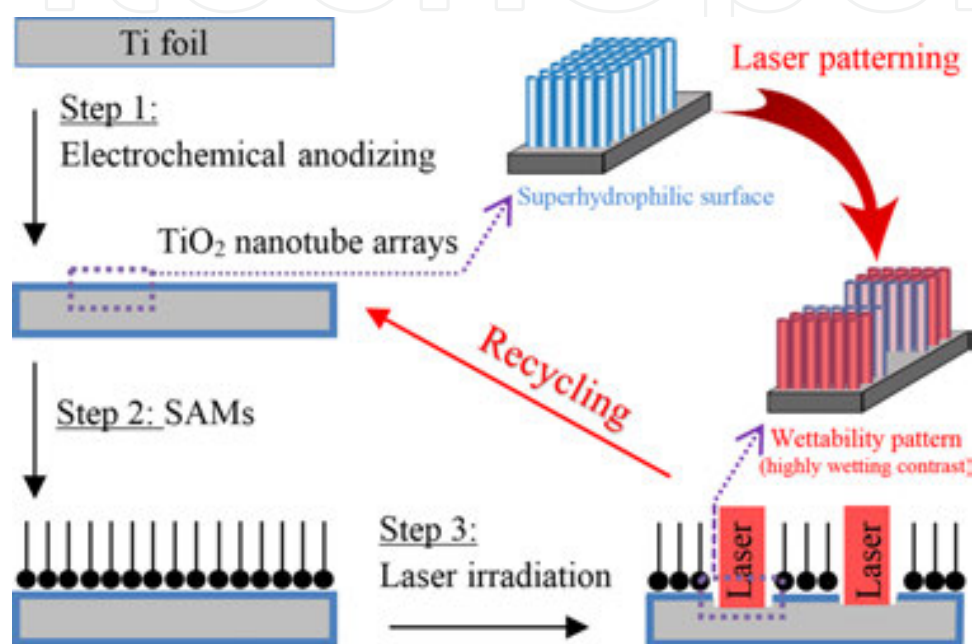 Ti foil
Step 1:
Electrochemical anodizing
TiO₂ nanotube arrays
Superhydrophilic surface
Laser patterning
Recycling
Step 2: SAMs
Wettability pattern
(highly wetting contrast)
Step 3:
Laser irradiation
Laser
Laser